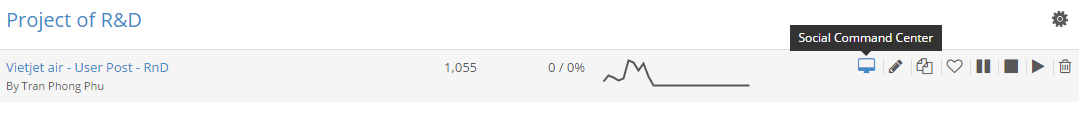 Project of R&D
Social Command Center
Vietjet air - User Post - RnD 1,055 0 / 0%
By Tran Phong Phu